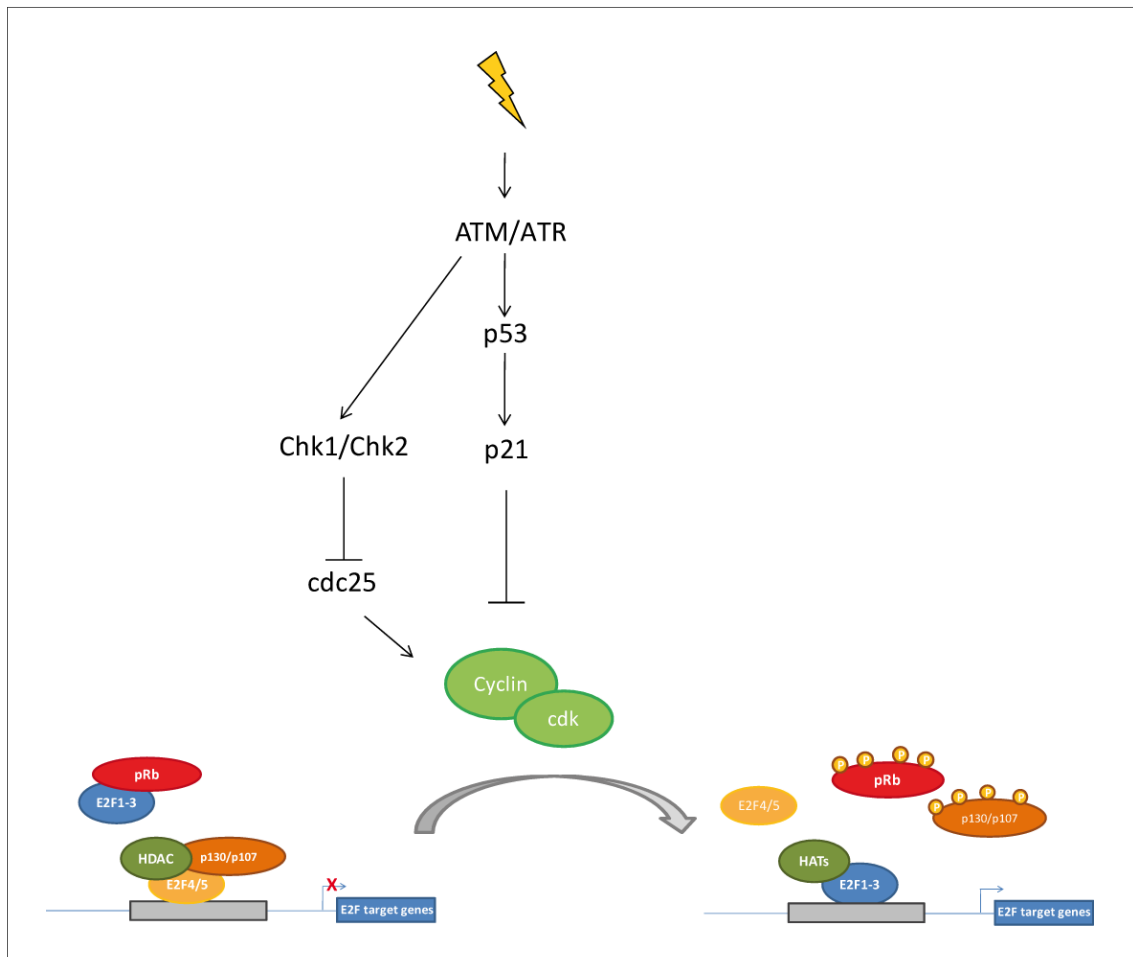 ATM/ATR
p53
Chk1/Chk2
p21
cdc25
Cyclin
cdk
pRb
E2F1-3
HDAC
p130/p107
E2F4/5
X
E2F target genes
P
P
P
P
pRb
E2F4/5
P
P
P
P
p130/p107
HATs
E2F1-3
E2F target genes